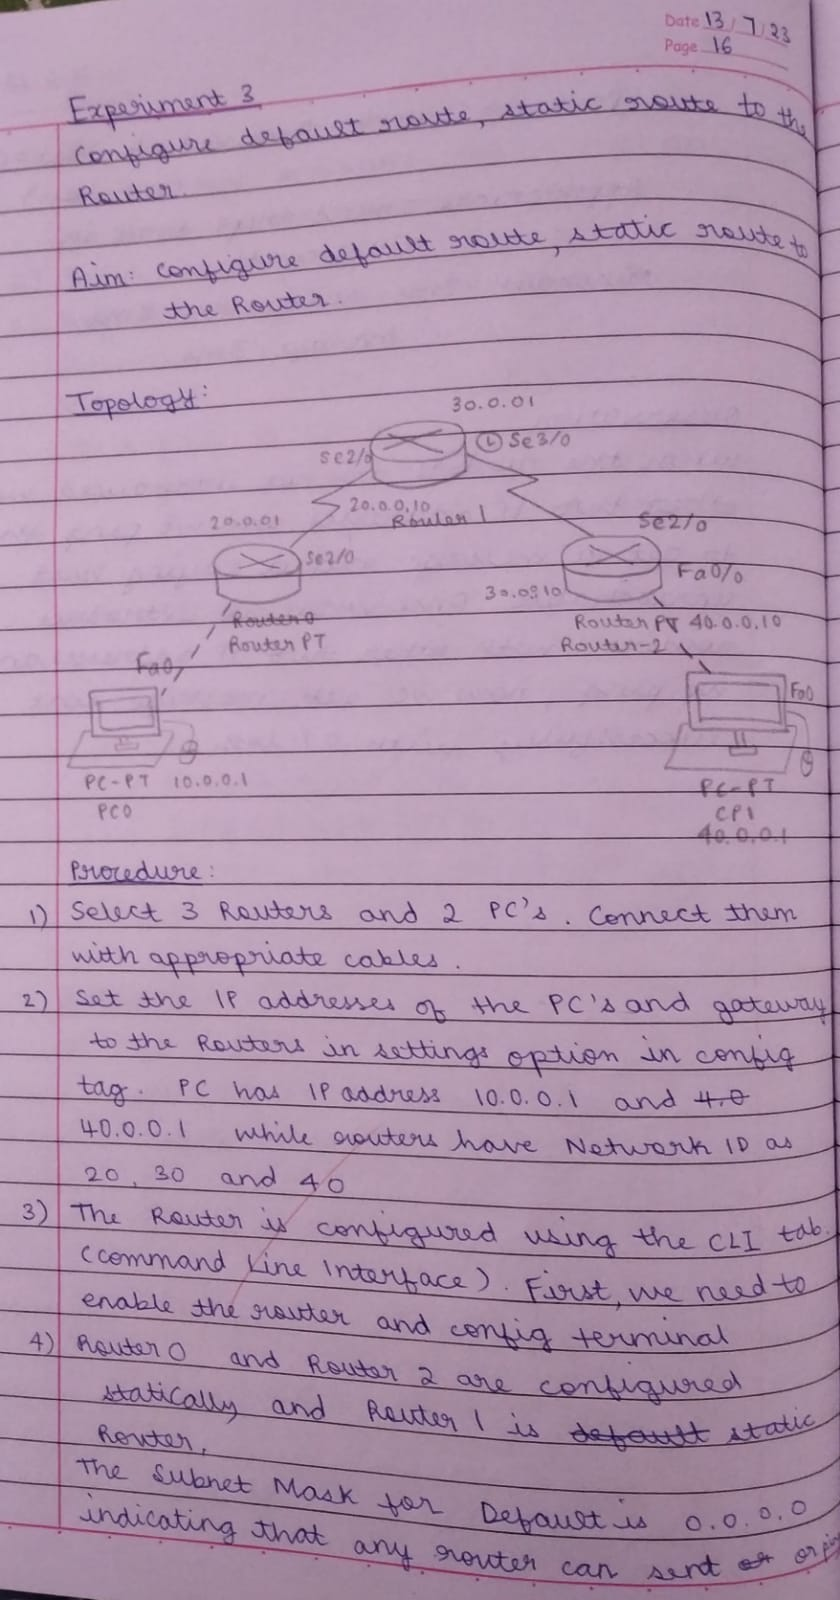 Date 13/7/23
Page 16
Experiment 3
Configure default route, static route to the
Router.
Aim: Configure default route, static route to
the Router.
Topology:
30.0.01
Se2/0
Se3/0
20.0.0.10
Router 1
20.0.01
Se2/0
Se2/0
Fa0/0
30.0.10
Router 0
Router PT
Router PT 40.0.0.10
Router-2
Fa0
Fa0
PC-PT 10.0.0.1
PC0
PC-PT
CP1
40.0.0.1
Procedure:
1) Select 3 Routers and 2 PC's. Connect them
with appropriate cables.
2) Set the IP addresses of the PC's and gateway
to the Routers in settings option in config
tag. PC has IP address 10.0.0.1 and 4.0
40.0.0.1 while routers have Network ID as
20, 30 and 40
3) The Router is configured using the CLI tab.
(Command Line Interface). First, we need to
enable the router and config terminal
4) Router 0 and Router 2 are configured
statically and Router 1 is default static
Router,
The Subnet Mask for Default is 0.0.0.0
indicating that any router can sent or